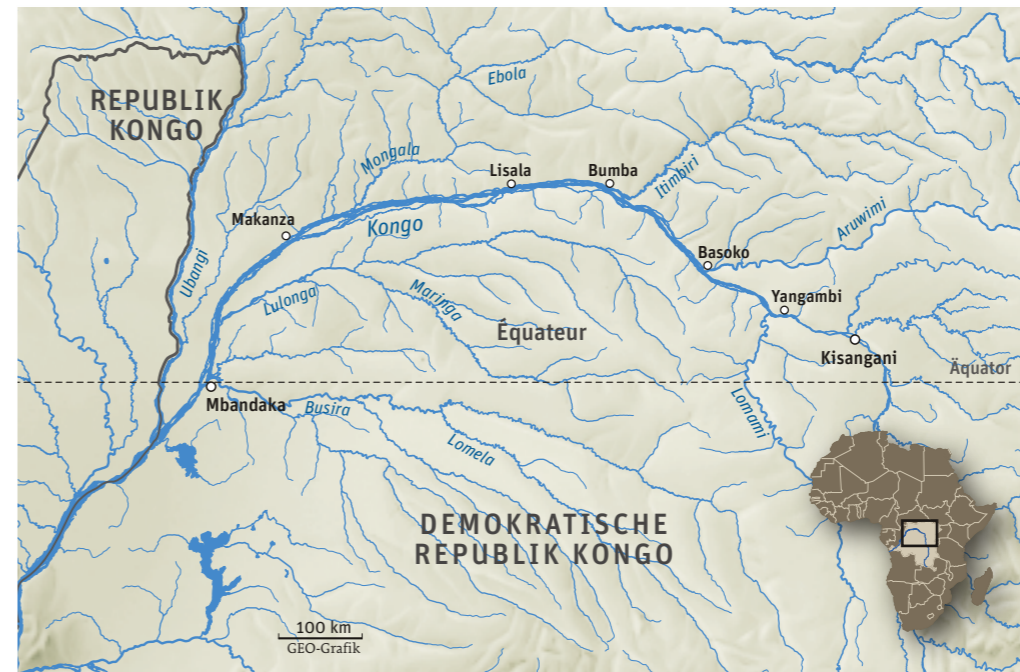 Ebola
REPUBLIK
KONGO
Mongala
Lisala
Bumba
Itimbiri
Makanza
Kongo
Aruwimi
Ubangi
Basoko
Lulonga
Maringa
Yangambi
Équateur
Kisangani
Äquator
Mbandaka
Busira
Lomami
Lomela
DEMOKRATISCHE
REPUBLIK KONGO
100 km
GEO-Grafik